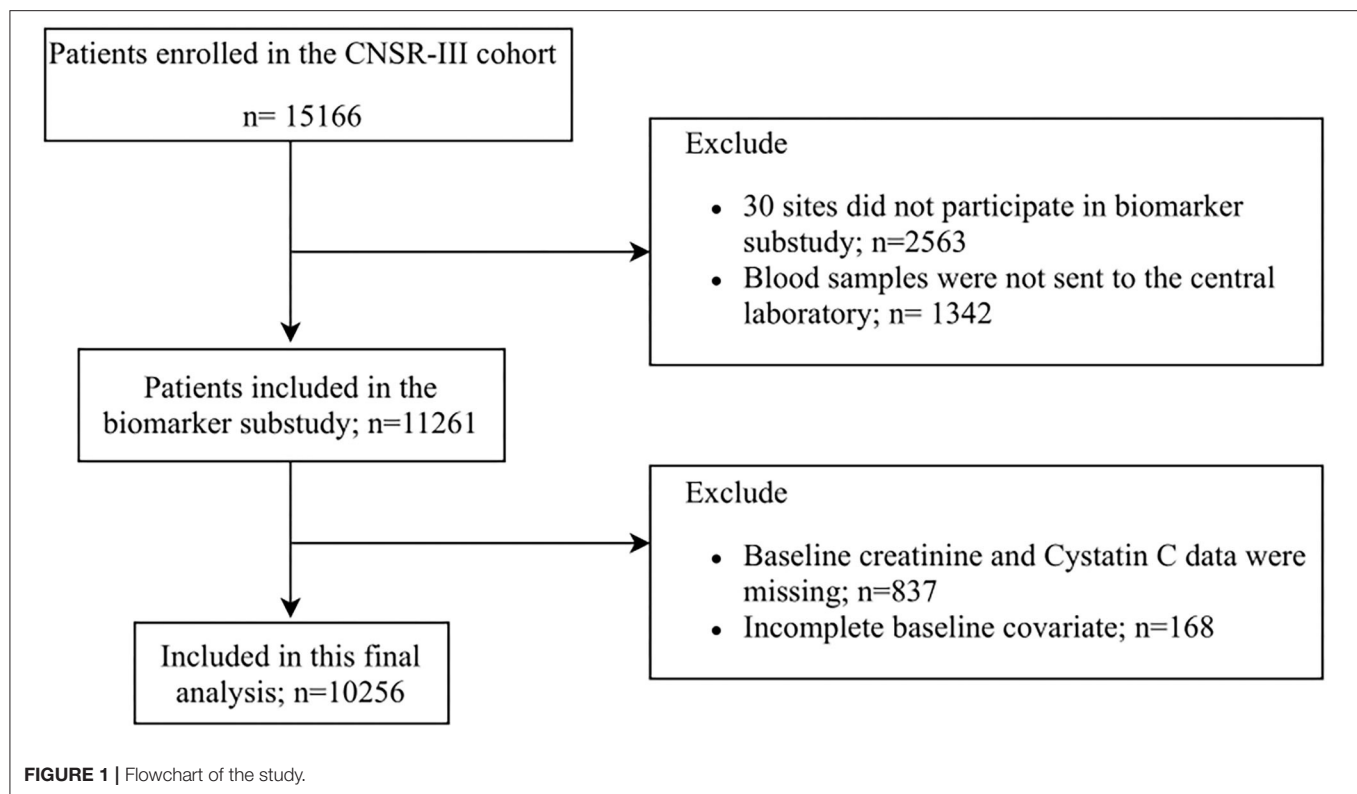 Patients enrolled in the CNSR-III cohort
n= 15166
Exclude
• 30 sites did not participate in biomarker
substudy; n=2563
• Blood samples were not sent to the central
laboratory; n= 1342
Patients included in the
biomarker substudy; n=11261
Exclude
• Baseline creatinine and Cystatin C data were
missing; n=837
• Incomplete baseline covariate; n=168
Included in this final
analysis; n=10256
FIGURE 1 | Flowchart of the study.